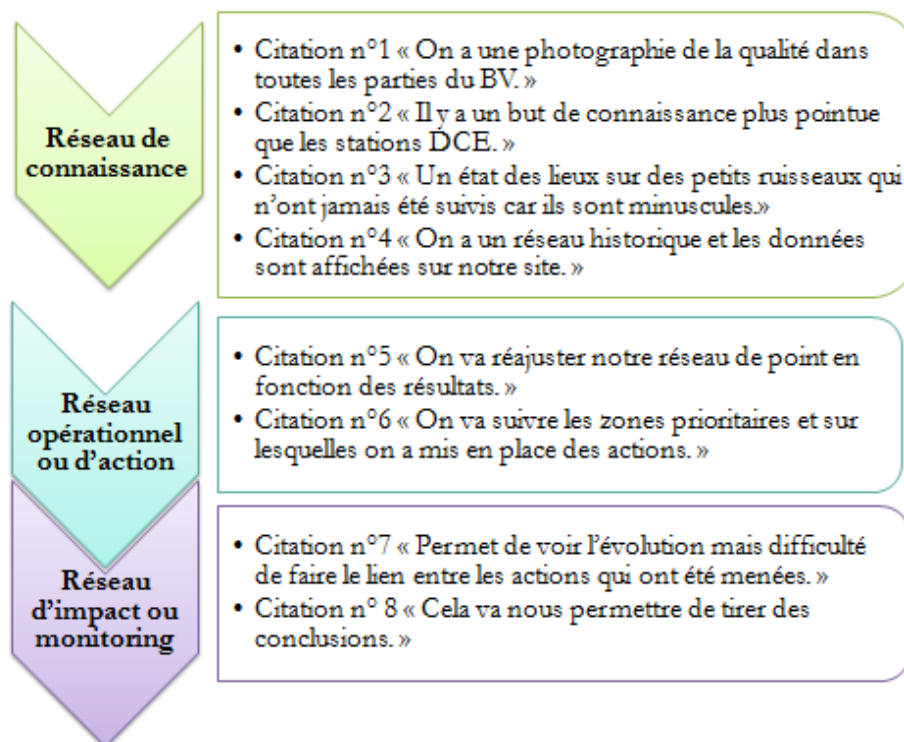 Réseau de
connaissance
• Citation n°1 « On a une photographie de la qualité dans
toutes les parties du BV. »
• Citation n°2 « Il y a un but de connaissance plus pointue
que les stations DCE. »
• Citation n°3 « Un état des lieux sur des petits ruisseaux qui
n'ont jamais été suivis car ils sont minuscules.»
• Citation n°4 « On a un réseau historique et les données
sont affichées sur notre site. »
Réseau
opérationnel
ou d'action
• Citation n°5 « On va réajuster notre réseau de point en
fonction des résultats. »
• Citation n°6 « On va suivre les zones prioritaires et sur
lesquelles on a mis en place des actions. »
Réseau
d'impact ou
monitoring
• Citation n°7 « Permet de voir l'évolution mais difficulté
de faire le lien entre les actions qui ont été menées. »
• Citation n° 8 « Cela va nous permettre de tirer des
conclusions. »